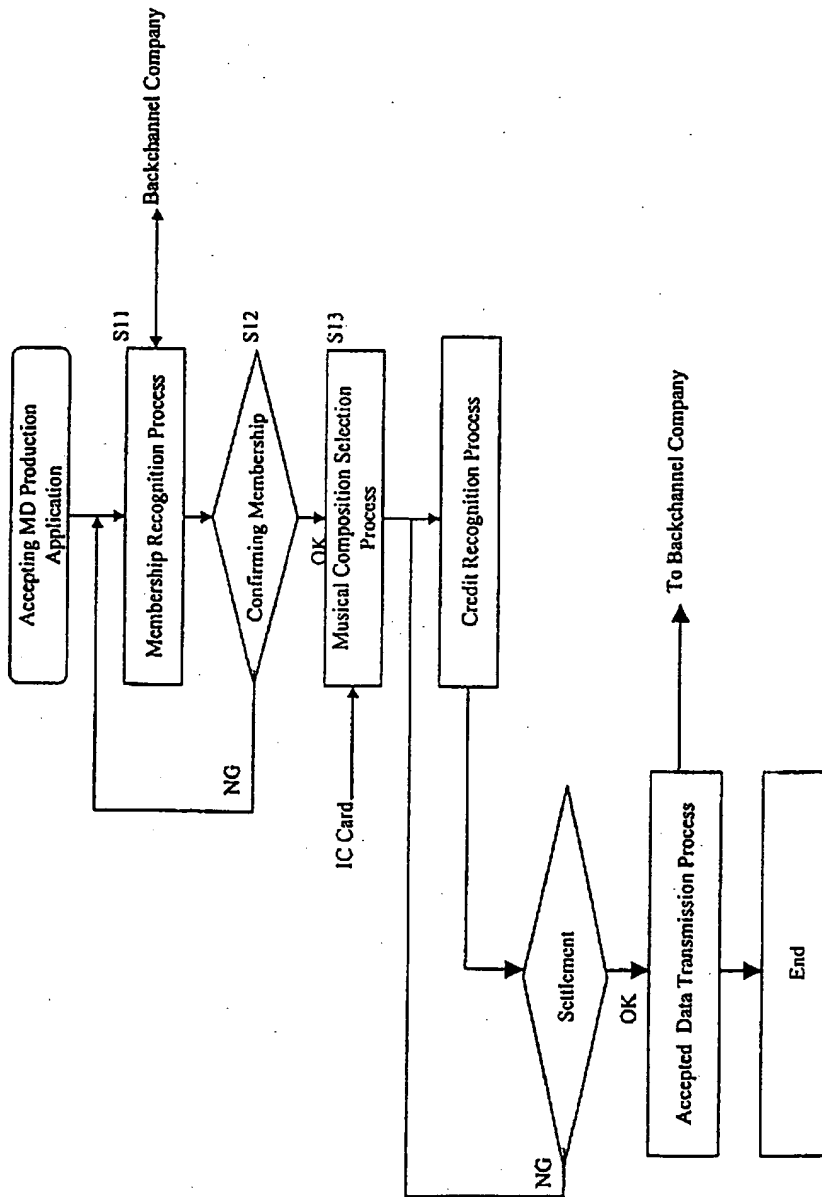 Accepting MD Production
Application
S11
Membership Recognition Process
Backchannel Company
S12
Confirming Membership
NG
OK
S13
IC Card
Musical Composition Selection
Process
Credit Recognition Process
Settlement
NG
OK
Accepted Data Transmission Process
To Backchannel Company
End